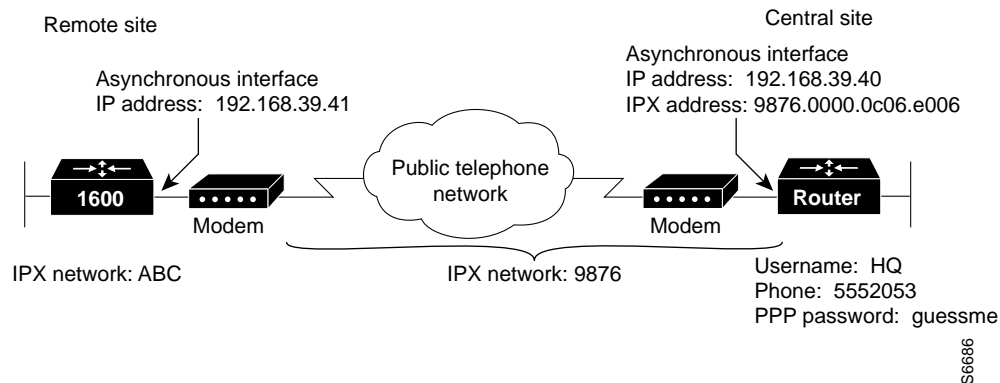 Remote site
Central site
Asynchronous interface
IP address: 192.168.39.41
Asynchronous interface
IP address: 192.168.39.40
IPX address: 9876.0000.0c06.e006
Public telephone
network
1600
Modem
Modem
Router
IPX network: ABC
IPX network: 9876
Username: HQ
Phone: 5552053
PPP password: guessme
S6686